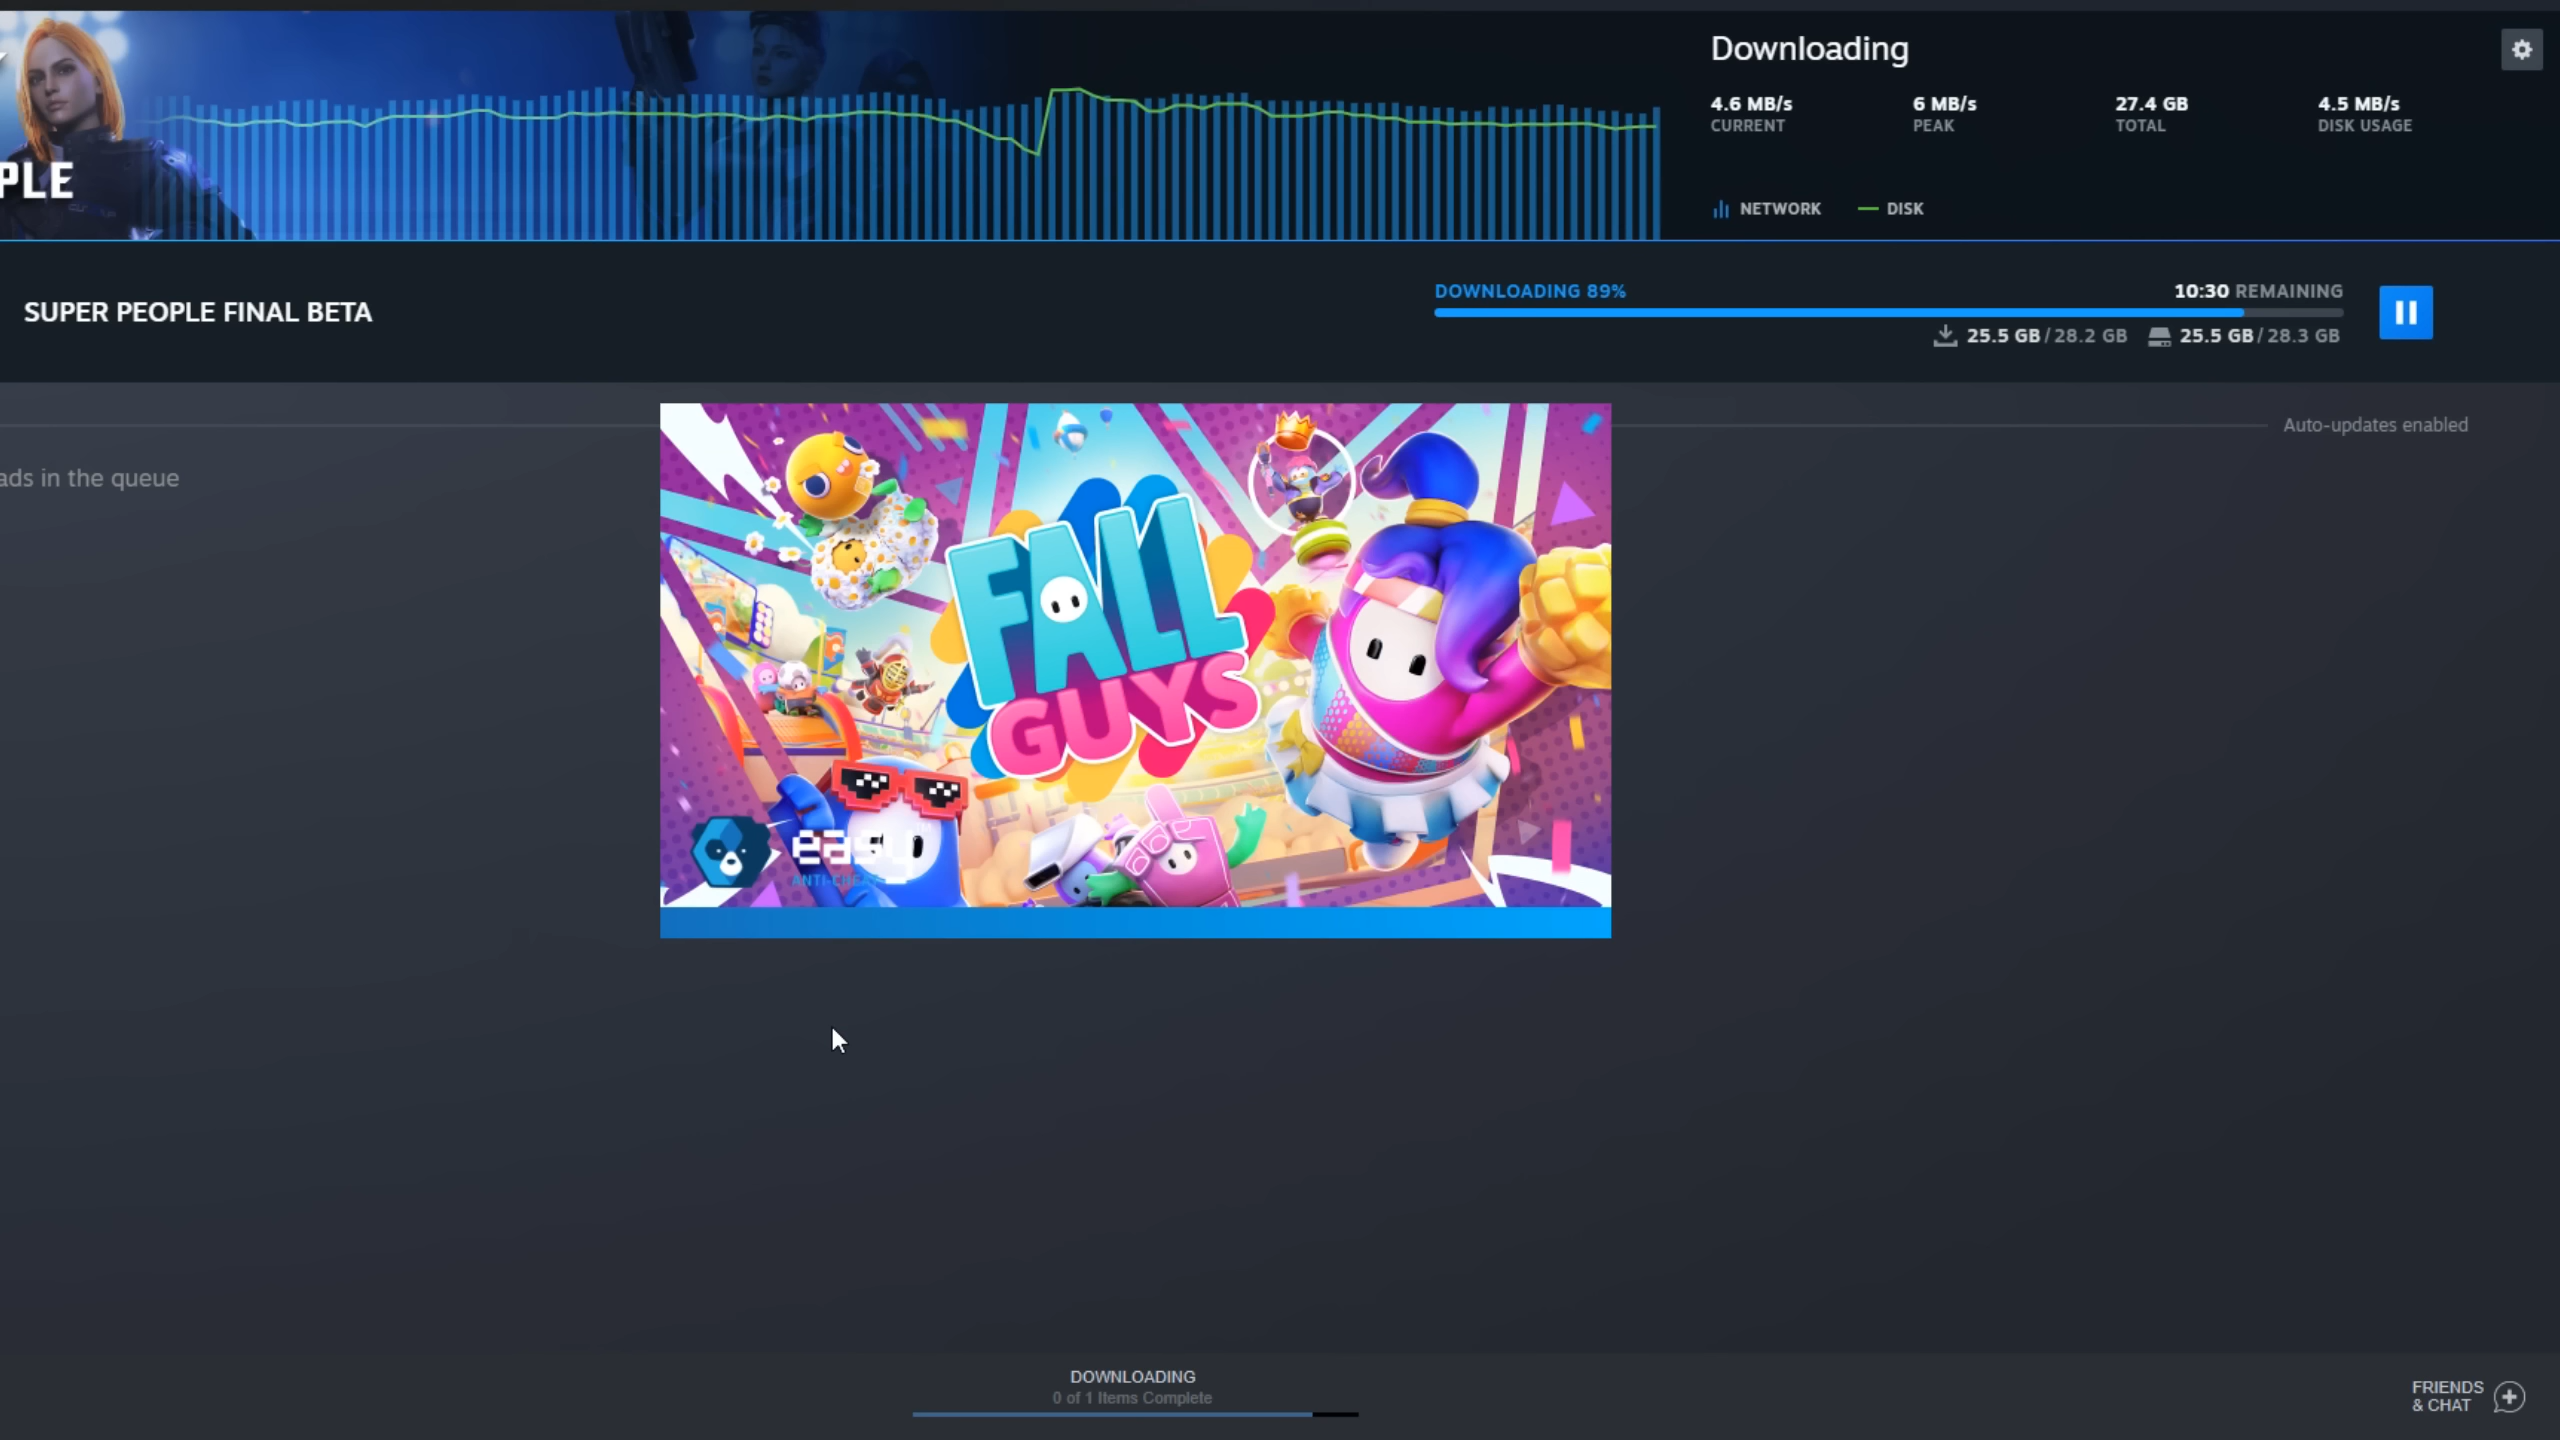 Downloading
4.6 MB/s 6 MB/s 27.4 GB 4.5 MB/s
CURRENT PEAK TOTAL DISK USAGE
PLE
NETWORK DISK
DOWNLOADING 89% 10:30 REMAINING
SUPER PEOPLE FINAL BETA
25.5 GB / 28.2 GB 25.5 GB / 28.3 GB
Auto-updates enabled
ads in the queue
FALL
GUYS
easy
ANTI-CHEAT
DOWNLOADING
0 of 1 Items Complete
FRIENDS
& CHAT